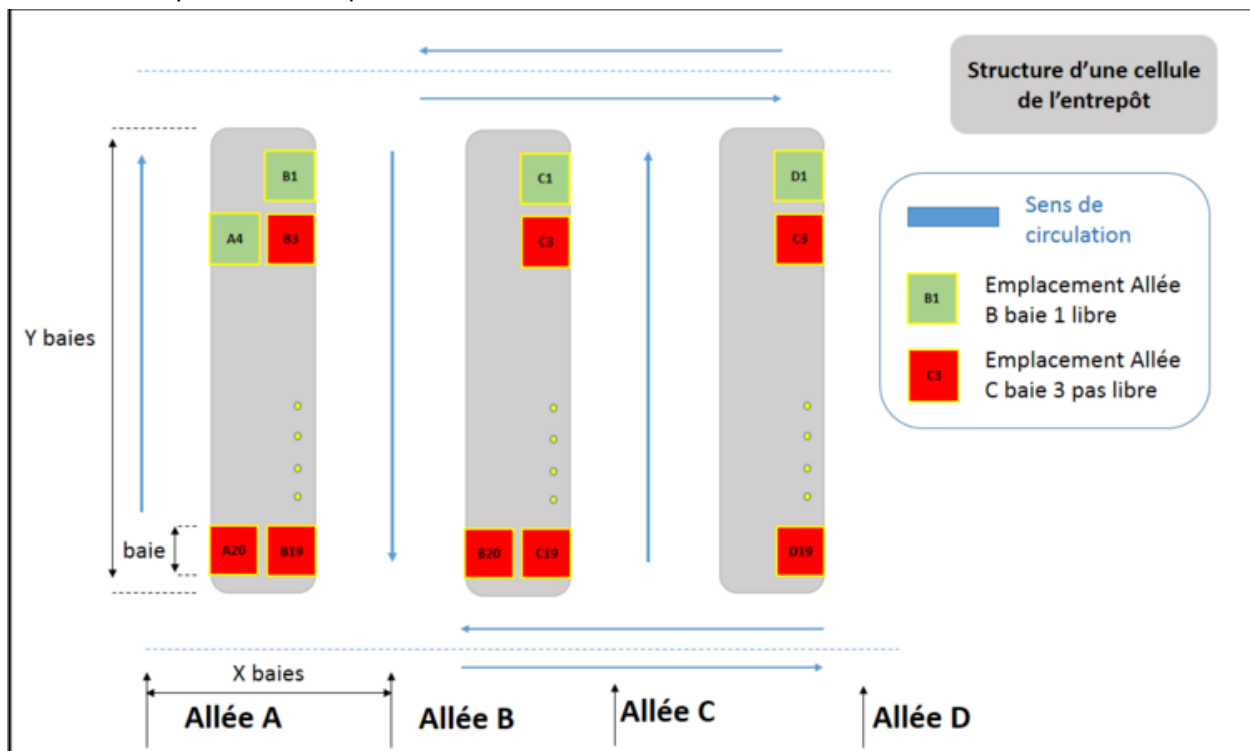 Structure d'une cellule
de l'entrepôt
B1
C1
D1
A4
B3
C3
C3
Sens de
circulation
B1
Emplacement Allée
B baie 1 libre
C3
Emplacement Allée
C baie 3 pas libre
Y baies
baie
A20
B19
B20
C19
D19
X baies
Allée A
Allée B
Allée C
Allée D